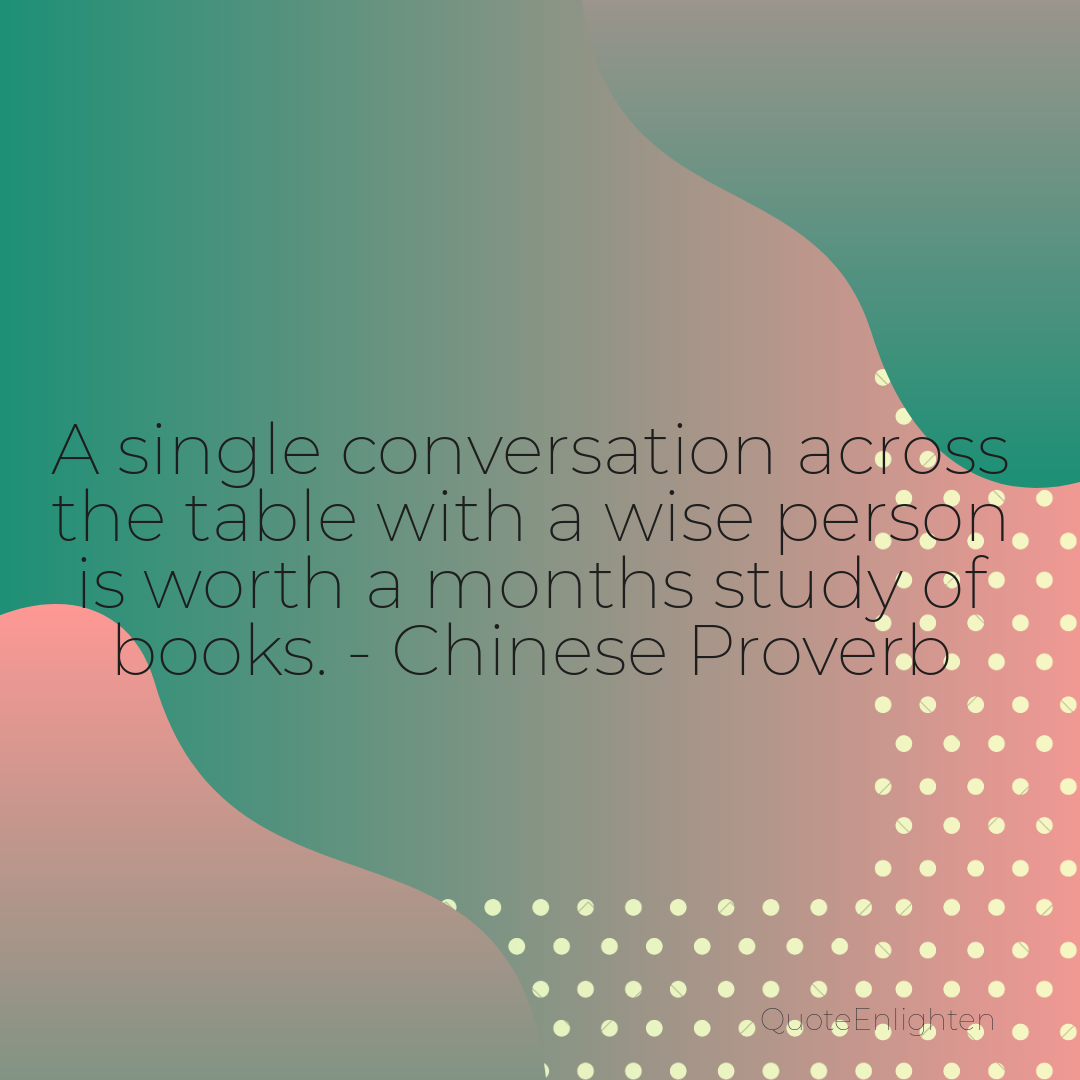 A single conversation across
the table with a wise person
is worth a months study of
books. - Chinese Proverb
QuoteEnlighten